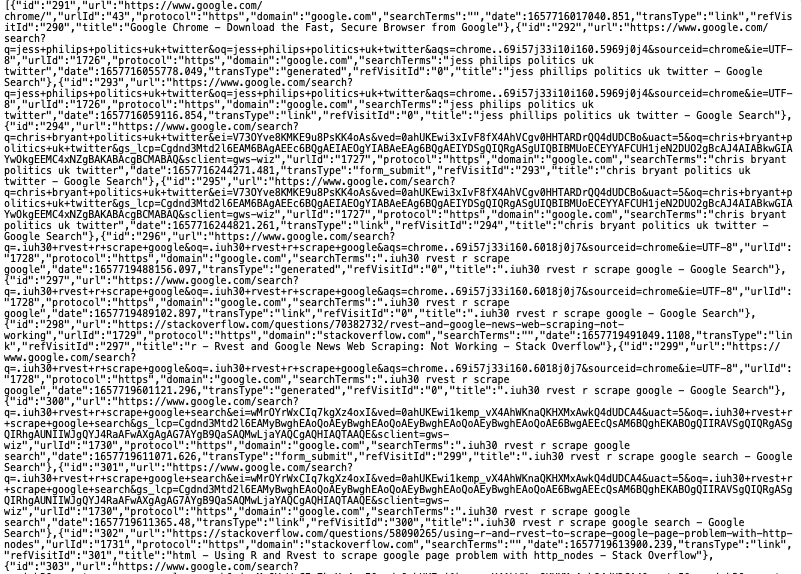 [{"id":"291","url":"https://www.google.com/
chrome/","urlId":"43","protocol":"https","domain":"google.com","searchTerms":"","date":1657716017040.851,"transType":"link","refVis
itId":"290","title":"Google Chrome – Download the Fast, Secure Browser from Google"},{"id":"292","url":"https://www.google.com/
search?
q=jess+philips+politics+uk+twitter&oq=jess+philips+politics+uk+twitter+&aqs=chrome..69i57j33i10i160.5969j0j4&sourceid=chrome&ie=UTF-
8","urlId":"1726","protocol":"https","domain":"google.com","searchTerms":"jess philips politics uk
twitter","date":1657716055778.049,"transType":"generated","refVisitId":"0","title":"jess phillips politics uk twitter – Google
Search"},{"id":"293","url":"https://www.google.com/search?
q=jess+philips+politics+uk+twitter&oq=jess+philips+politics+uk+twitter+&aqs=chrome..69i57j33i10i160.5969j0j4&sourceid=chrome&ie=UTF-
8","urlId":"1726","protocol":"https","domain":"google.com","searchTerms":"jess philips politics uk
twitter","date":1657716059116.854,"transType":"link","refVisitId":"0","title":"jess phillips politics uk twitter – Google Search"},
{"id":"294","url":"https://www.google.com/search?
q=chris+bryant+politics+uk+twitter&ei=V73OYve8KMKE9u8PsKK4oAs&ved=0ahUKEwi3xIvF8fX4AhVCgv0HHTARDrQQ4dUDCBo&uact=5&oq=chris+bryant+p
olitics+uk+twitter&gs_lcp=Cgdnd3Mtd2l6EAM6BAgAEEc6BQgAEIAEOgYIABAeEAg6BQgAEIYDSgQIQRgASgUIQBIBMUoECEYYAFCUH1jeN2DUO2gBcAJ4AIABkwGIA
YwOkgEEMC4xNZgBAKABAcgBCMABAQ&sclient=gws-wiz","urlId":"1727","protocol":"https","domain":"google.com","searchTerms":"chris bryant
politics uk twitter","date":1657716244271.481,"transType":"form_submit","refVisitId":"293","title":"chris bryant politics uk
twitter – Google Search"},{"id":"295","url":"https://www.google.com/search?
q=chris+bryant+politics+uk+twitter&ei=V73OYve8KMKE9u8PsKK4oAs&ved=0ahUKEwi3xIvF8fX4AhVCgv0HHTARDrQQ4dUDCBo&uact=5&oq=chris+bryant+p
olitics+uk+twitter&gs_lcp=Cgdnd3Mtd2l6EAM6BAgAEEc6BQgAEIAEOgYIABAeEAg6BQgAEIYDSgQIQRgASgUIQBIBMUoECEYYAFCUH1jeN2DUO2gBcAJ4AIABkwGIA
YwOkgEEMC4xNZgBAKABAcgBCMABAQ&sclient=gws-wiz","urlId":"1727","protocol":"https","domain":"google.com","searchTerms":"chris bryant
politics uk twitter","date":1657716244821.261,"transType":"link","refVisitId":"294","title":"chris bryant politics uk twitter –
Google Search"},{"id":"296","url":"https://www.google.com/search?
q=.iuh30+rvest+r+scrape+google&oq=.iuh30+rvest+r+scrape+google&aqs=chrome..69i57j33i160.6018j0j7&sourceid=chrome&ie=UTF-8","urlId":
"1728","protocol":"https","domain":"google.com","searchTerms":".iuh30 rvest r scrape
google","date":1657719488156.097,"transType":"generated","refVisitId":"0","title":".iuh30 rvest r scrape google – Google Search"},
{"id":"297","url":"https://www.google.com/search?
q=.iuh30+rvest+r+scrape+google&oq=.iuh30+rvest+r+scrape+google&aqs=chrome..69i57j33i160.6018j0j7&sourceid=chrome&ie=UTF-8","urlId":
"1728","protocol":"https","domain":"google.com","searchTerms":".iuh30 rvest r scrape
google","date":1657719489102.897,"transType":"link","refVisitId":"0","title":".iuh30 rvest r scrape google – Google Search"},
{"id":"298","url":"https://stackoverflow.com/questions/70382732/rvest-and-google-news-web-scraping-not-
working","urlId":"1729","protocol":"https","domain":"stackoverflow.com","searchTerms":"","date":1657719491049.1108,"transType":"lin
k","refVisitId":"297","title":"r – Rvest and Google News Web Scraping: Not Working – Stack Overflow"},{"id":"299","url":"https://
www.google.com/search?
q=.iuh30+rvest+r+scrape+google&oq=.iuh30+rvest+r+scrape+google&aqs=chrome..69i57j33i160.6018j0j7&sourceid=chrome&ie=UTF-8","urlId":
"1728","protocol":"https","domain":"google.com","searchTerms":".iuh30 rvest r scrape
google","date":1657719601121.296,"transType":"generated","refVisitId":"0","title":".iuh30 rvest r scrape google – Google Search"},
{"id":"300","url":"https://www.google.com/search?
q=.iuh30+rvest+r+scrape+google+search&ei=wMrOYrWxCIq7kgXz4oxI&ved=0ahUKEwi1kemp_vX4AhWKnaQKHXMxAwkQ4dUDCA4&uact=5&oq=.iuh30+rvest+r
+scrape+google+search&gs_lcp=Cgdnd3Mtd2l6EAMyBwghEAoQoAEyBwghEAoQoAEyBwghEAoQoAEyBwghEAoQoAE6BwgAEEcQsAM6BQghEKABOgQIIRAVSgQIQRgASg
QIRhgAUNIIWJgQYJ4RaAFwAXgAgAG7AYgB9QaSAQMwLjaYAQCgAQHIAQTAAQE&sclient=gws-
wiz","urlId":"1730","protocol":"https","domain":"google.com","searchTerms":".iuh30 rvest r scrape google
search","date":1657719611071.626,"transType":"form_submit","refVisitId":"299","title":".iuh30 rvest r scrape google search – Google
Search"},{"id":"301","url":"https://www.google.com/search?
q=.iuh30+rvest+r+scrape+google+search&ei=wMrOYrWxCIq7kgXz4oxI&ved=0ahUKEwi1kemp_vX4AhWKnaQKHXMxAwkQ4dUDCA4&uact=5&oq=.iuh30+rvest+r
+scrape+google+search&gs_lcp=Cgdnd3Mtd2l6EAMyBwghEAoQoAEyBwghEAoQoAEyBwghEAoQoAEyBwghEAoQoAE6BwgAEEcQsAM6BQghEKABOgQIIRAVSgQIQRgASg
QIRhgAUNIIWJgQYJ4RaAFwAXgAgAG7AYgB9QaSAQMwLjaYAQCgAQHIAQTAAQE&sclient=gws-
wiz","urlId":"1730","protocol":"https","domain":"google.com","searchTerms":".iuh30 rvest r scrape google
search","date":1657719611365.48,"transType":"link","refVisitId":"300","title":".iuh30 rvest r scrape google search – Google
Search"},{"id":"302","url":"https://stackoverflow.com/questions/58090265/using-r-and-rvest-to-scrape-google-page-problem-with-http-
nodes","urlId":"1731","protocol":"https","domain":"stackoverflow.com","searchTerms":"","date":1657719613900.239,"transType":"link",
"refVisitId":"301","title":"html – Using R and Rvest to scrape google page problem with http_nodes – Stack Overflow"},
{"id":"303","url":"https://www.google.com/search?